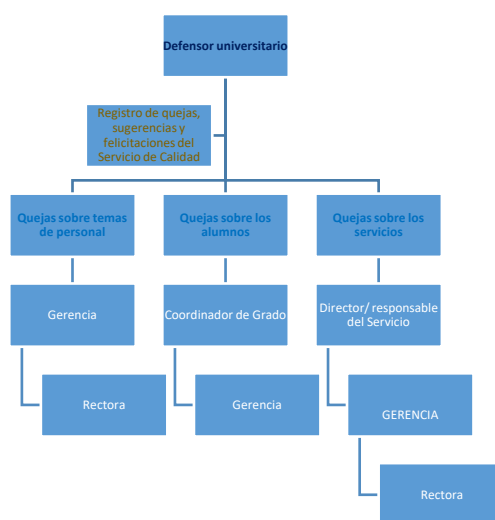 Defensor universitario
Registro de quejas,
sugerencias y
felicitaciones del
Servicio de Calidad
Quejas sobre temas
de personal
Quejas sobre los
alumnos
Quejas sobre los
servicios
Gerencia
Coordinador de Grado
Director/ responsable
del Servicio
Rectora
Gerencia
GERENCIA
Rectora